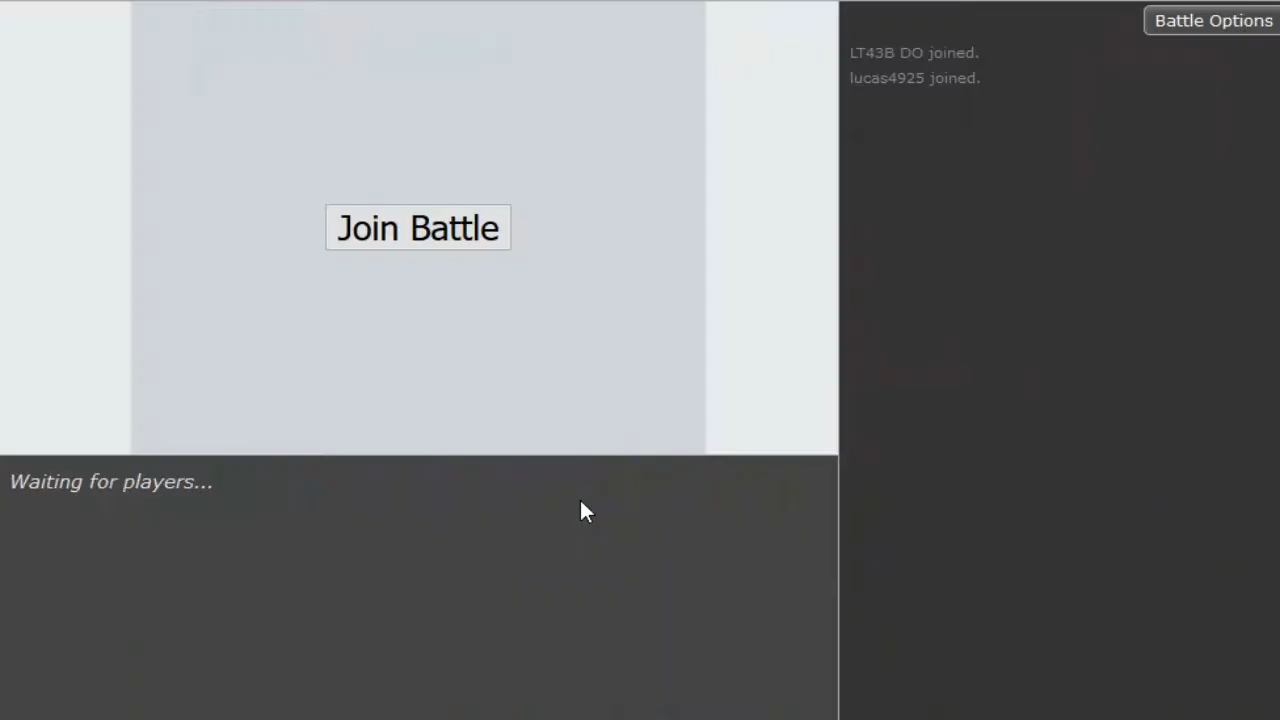 Battle Options
LT43B DO joined.
lucas4925 joined.
Join Battle
Waiting for players...